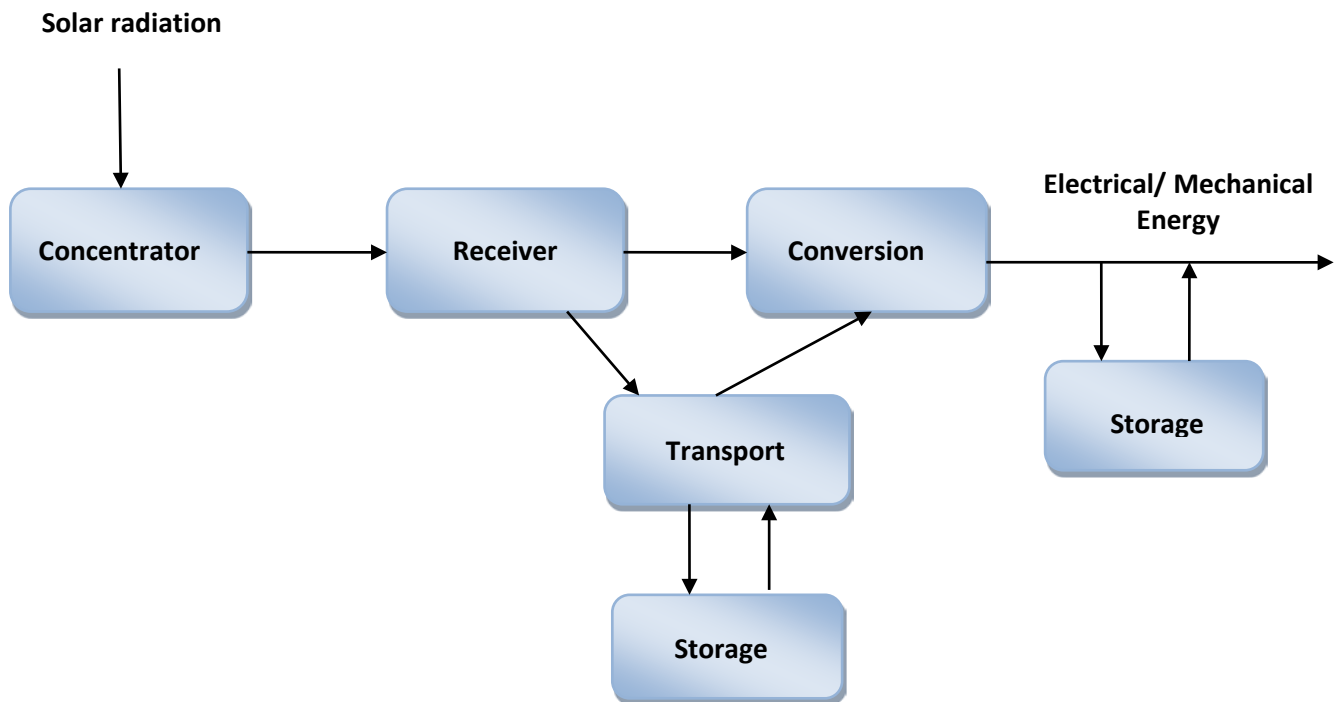 Solar radiation
Electrical/ Mechanical
Energy
Concentrator
Receiver
Conversion
Storage
Transport
Storage